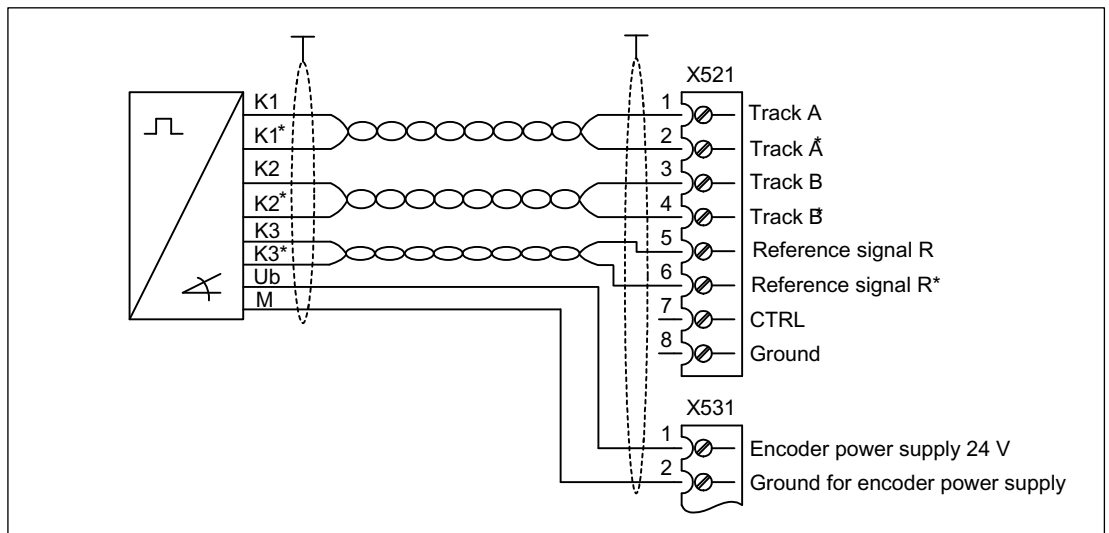 X521
K1
1
Track A
K1*
2
Track A*
K2
3
Track B
K2*
4
Track B*
K3
5
Reference signal R
K3*
6
Reference signal R*
Ub
M
7
CTRL
8
Ground
X531
1
Encoder power supply 24 V
2
Ground for encoder power supply